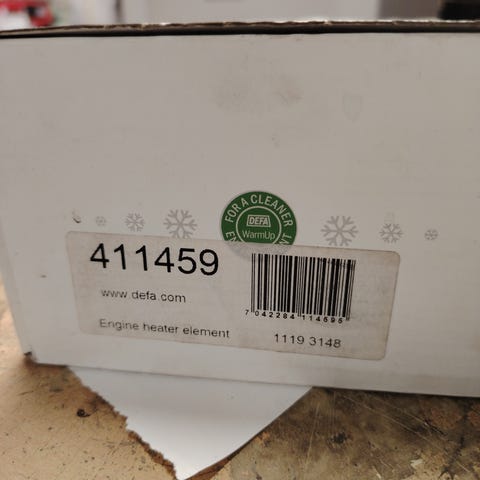 FOR A CLEANER
DEFA
WarmUp
411459
www.defa.com
7 042284 114595
Engine heater element
1119 3148